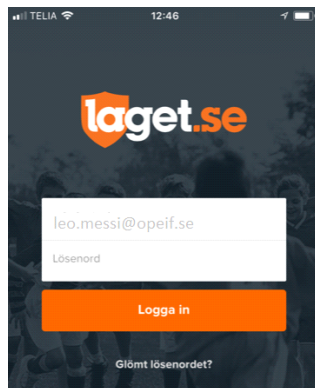 TELIA 12:46
laget.se
leo.messi@opeif.se
Lösenord
Logga in
Glömt lösenordet?